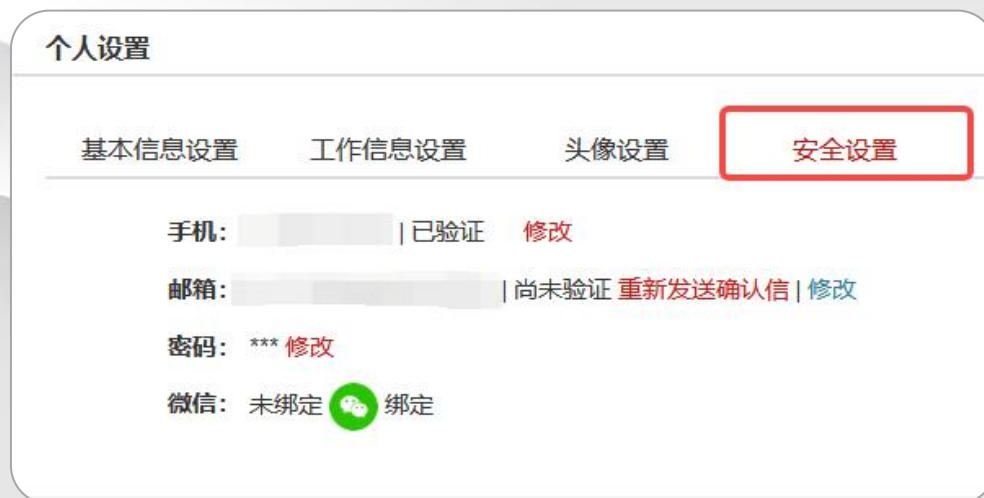 个人设置
基本信息设置 工作信息设置 头像设置 安全设置
手机： | 已验证 修改
邮箱： | 尚未验证 重新发送确认信 | 修改
密码： *** 修改
微信： 未绑定 绑定